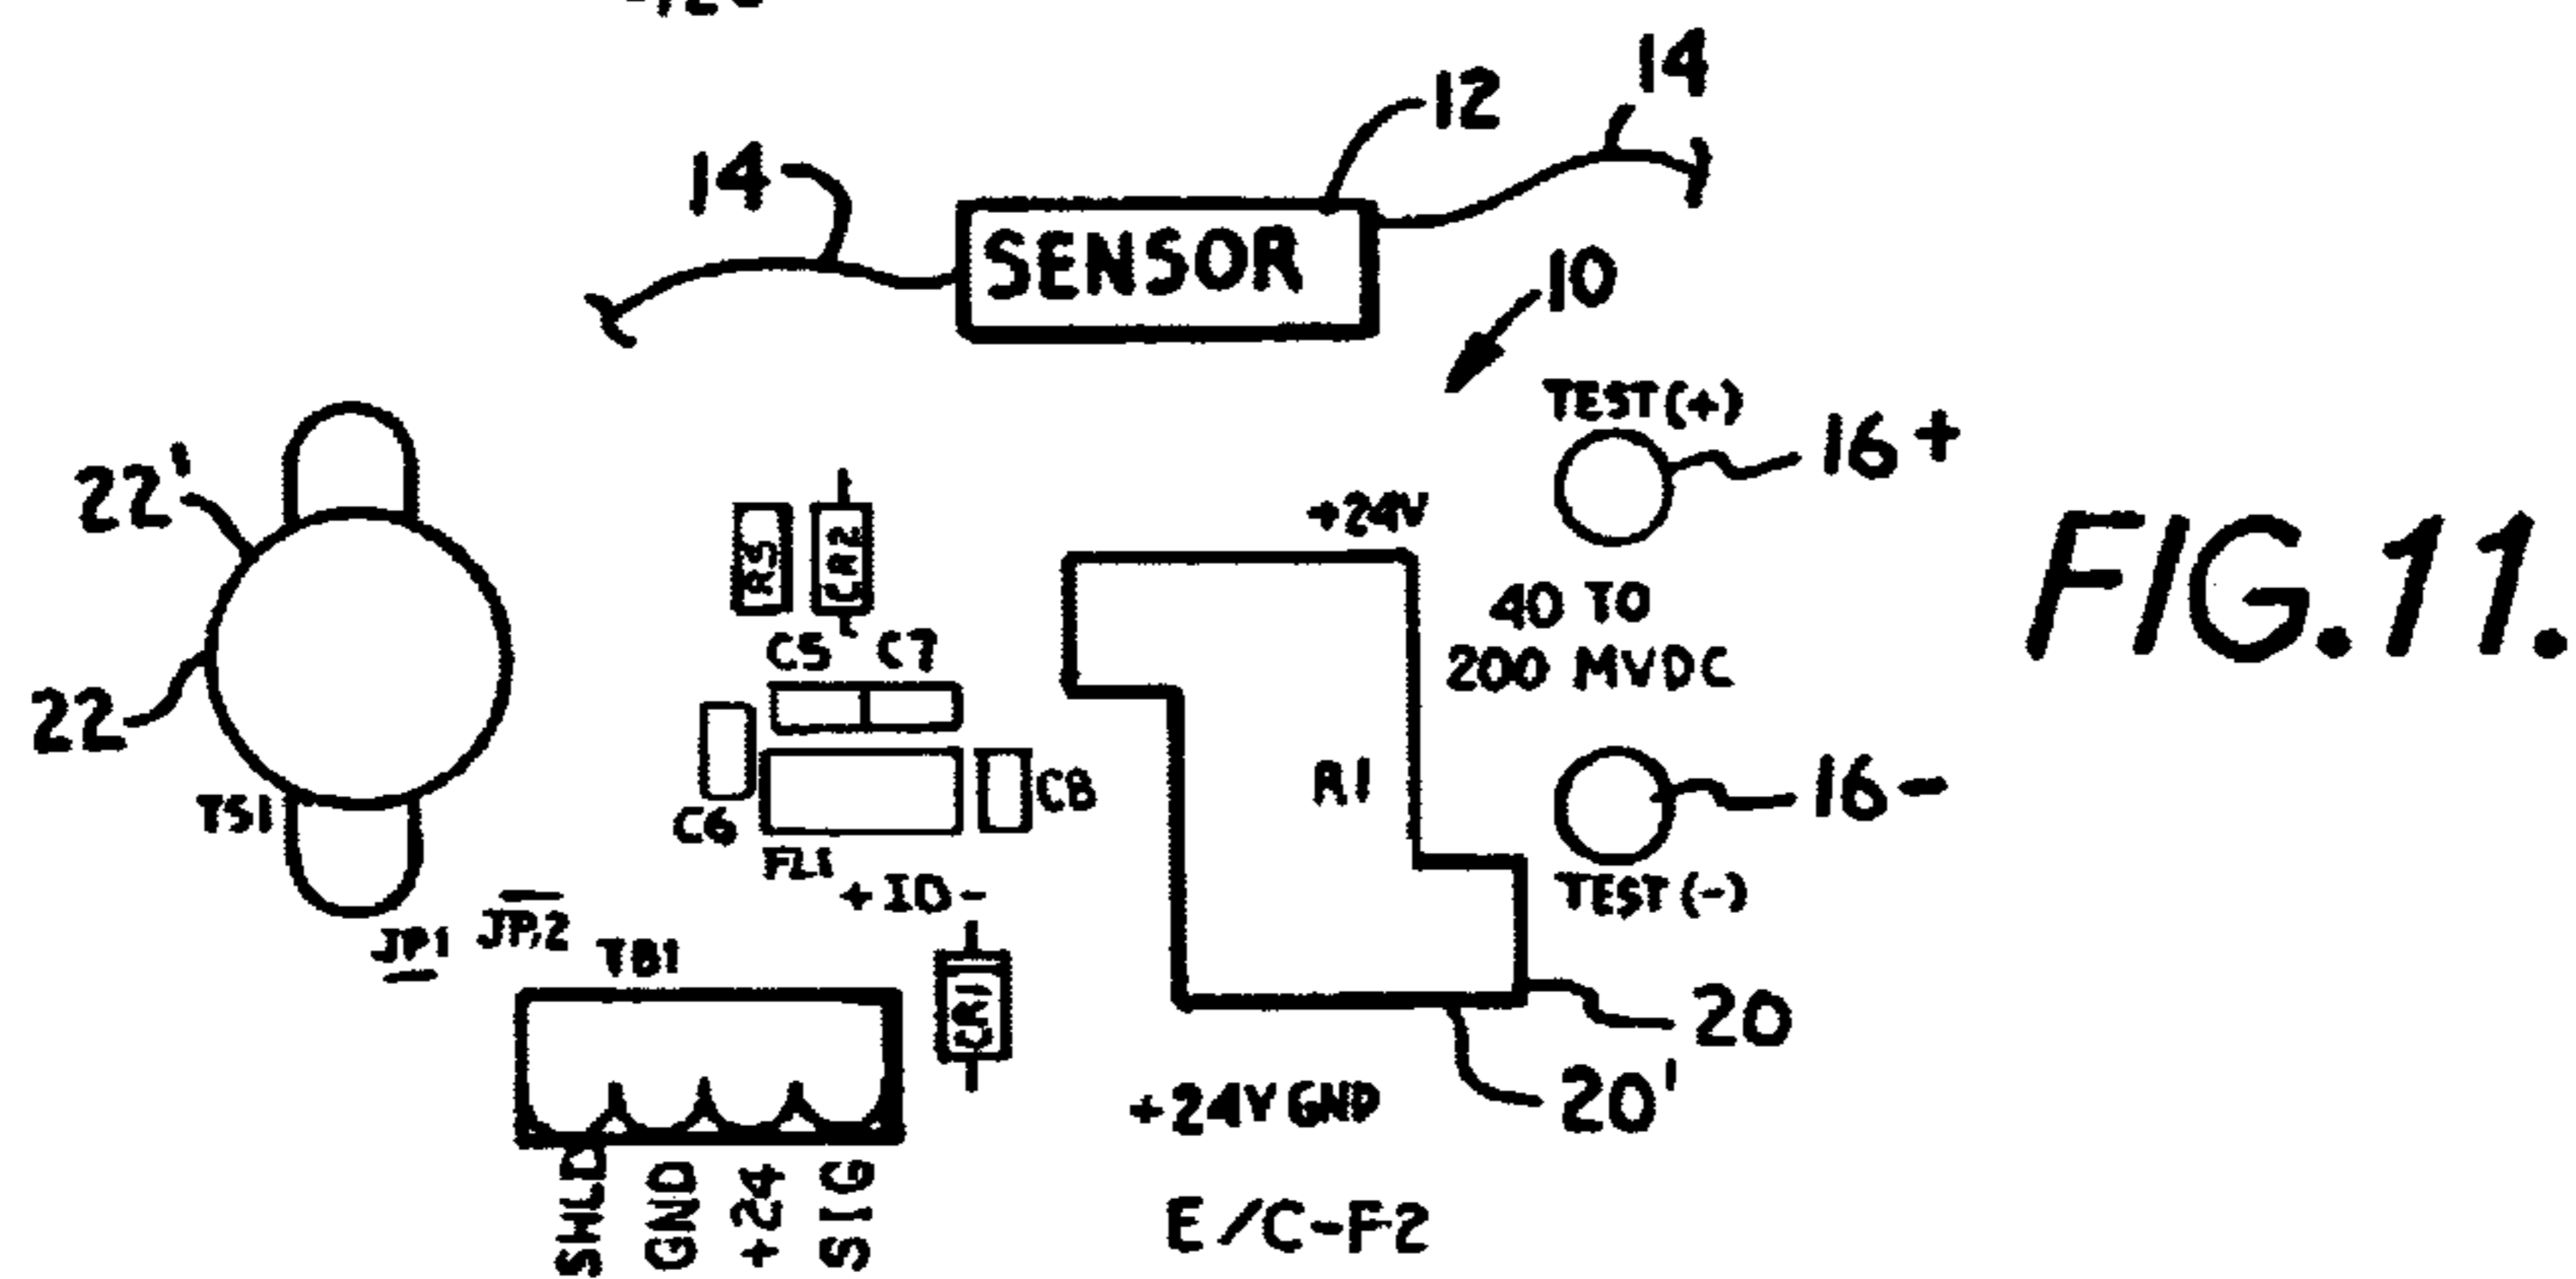 14
12
14
SENSOR
10
TEST(+)
16+
22'
+24V
R5
CR2
40 TO
200 MVDC
FIG.11.
C5 C7
22
TS1
C6
C8
R1
16-
FL1
+ID-
TEST(-)
JP1
JP2
TB1
CR1
20
20'
+24V GND
SHLD
GND
+24
SIG
E/C-F2